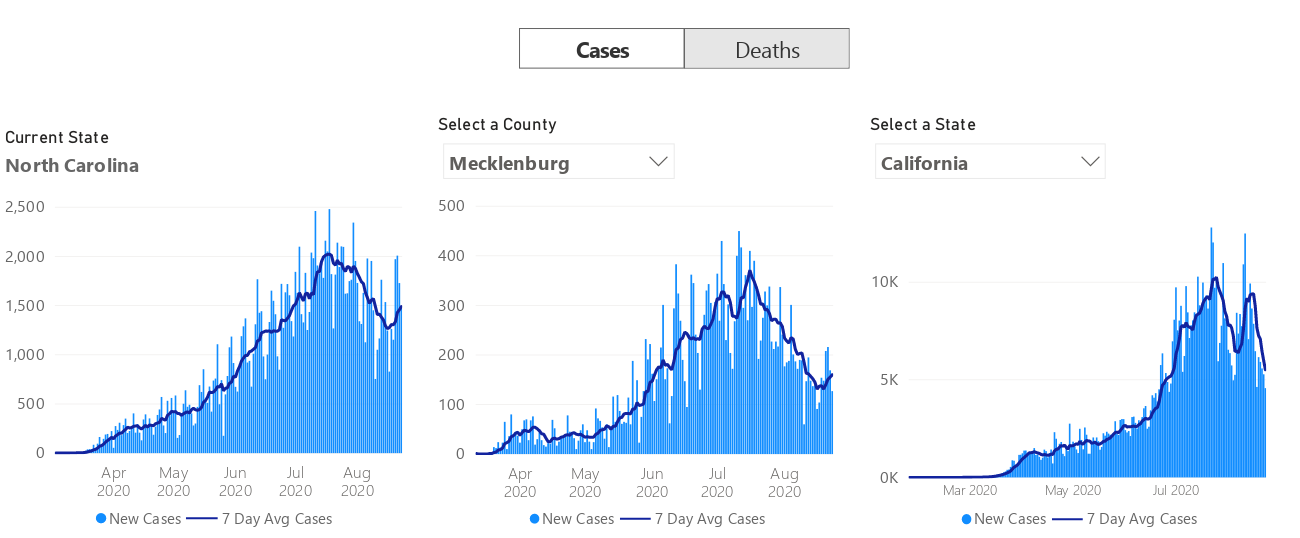 Cases Deaths
Current State
North Carolina
2,500
2,000
1,500
1,000
500
0
Apr May Jun Jul Aug
2020 2020 2020 2020 2020
New Cases 7 Day Avg Cases
Select a County
Mecklenburg
500
400
300
200
100
0
Apr May Jun Jul Aug
2020 2020 2020 2020 2020
New Cases 7 Day Avg Cases
Select a State
California
10K
5K
0K
Mar 2020 May 2020 Jul 2020
New Cases 7 Day Avg Cases